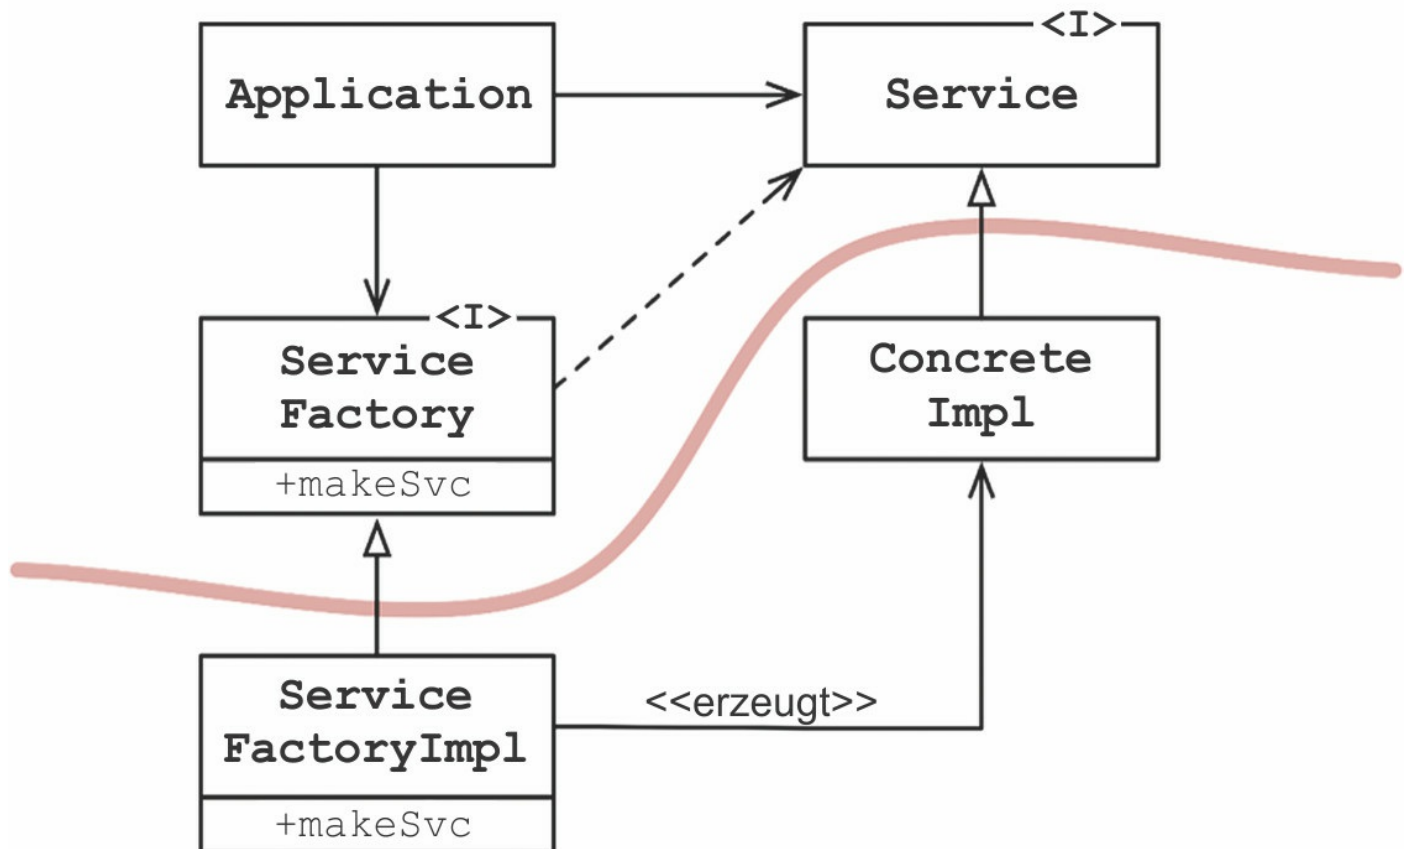 <I>
Application
Service
<I>
Service
Factory
+makeSvc
Concrete
Impl
<<erzeugt>>
Service
FactoryImpl
+makeSvc